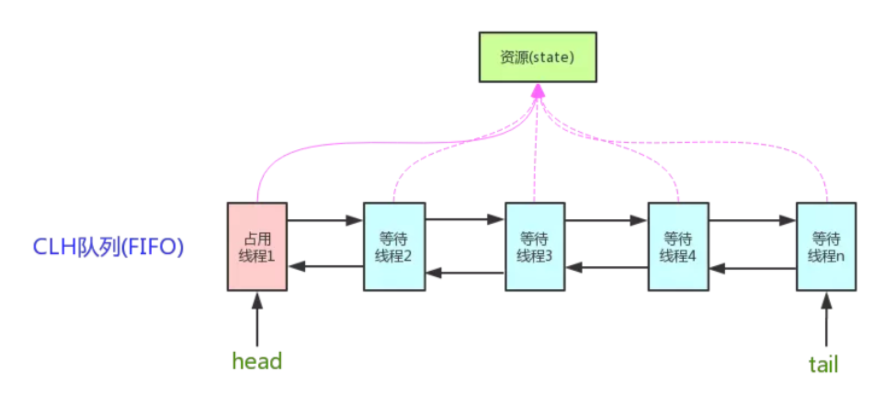 资源(state)
CLH队列(FIFO)
占用
线程1
等待
线程2
等待
线程3
等待
线程4
等待
线程n
head
tail